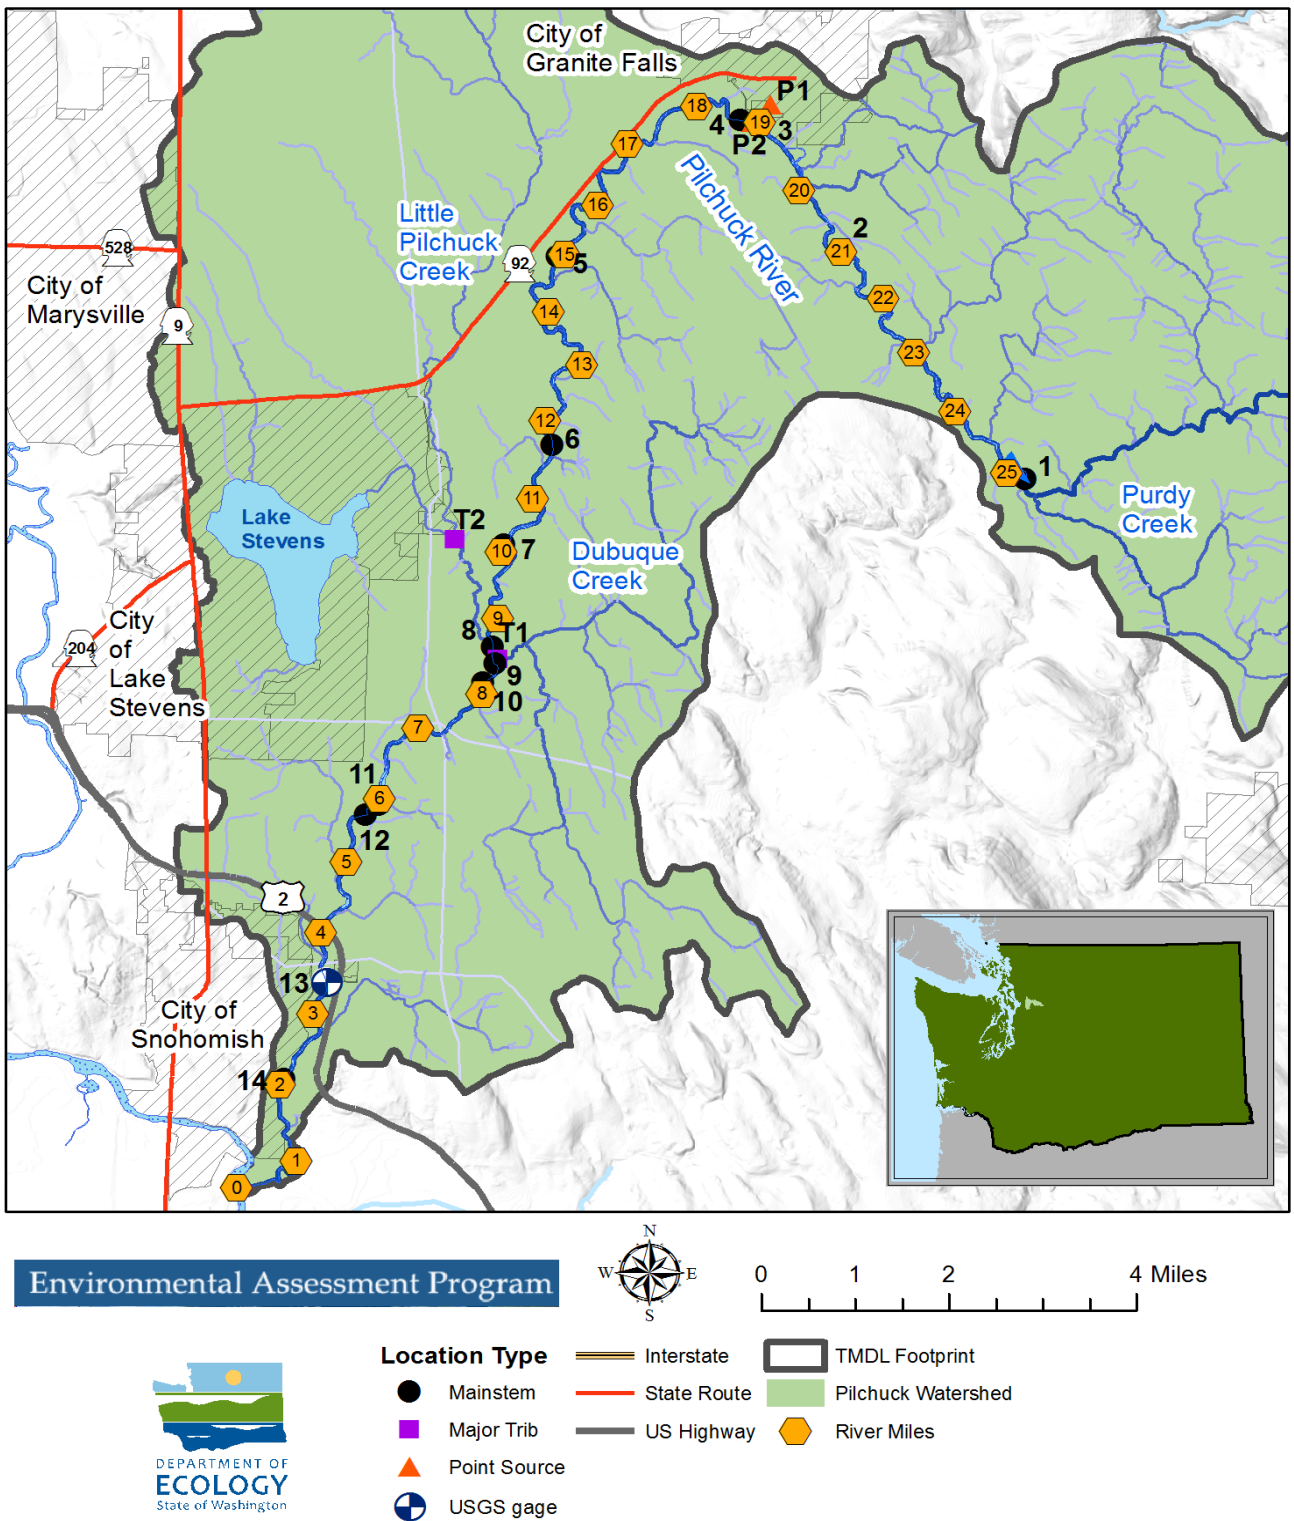 City of
Granite Falls
P1
18
4
19
3
P2
17
Pilchuck River
20
16
Little
Pilchuck
Creek
2
21
528
92
15
5
City of
Marysville
9
22
14
23
13
24
12
6
1
25
Purdy
Creek
11
Lake
Stevens
T2
10
7
Dubuque
Creek
9
8
T1
City
of
Lake
Stevens
204
9
8
10
7
11
6
12
5
2
4
13
3
City of
Snohomish
14
2
1
0
Environmental Assessment Program
N
W
E
S
0
1
2
4 Miles
Location Type
Mainstem
Major Trib
Point Source
USGS gage
Interstate
State Route
US Highway
TMDL Footprint
Pilchuck Watershed
River Miles
DEPARTMENT OF
ECOLOGY
State of Washington